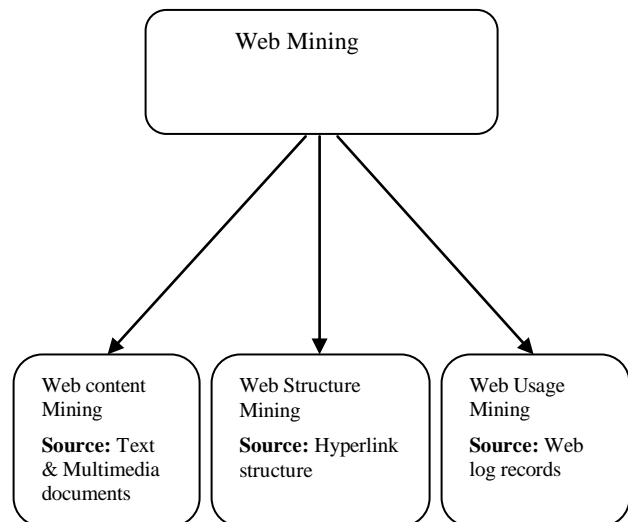 Web Mining
Web content
Mining
Source: Text
& Multimedia
documents
Web Structure
Mining
Source: Hyperlink
structure
Web Usage
Mining
Source: Web
log records